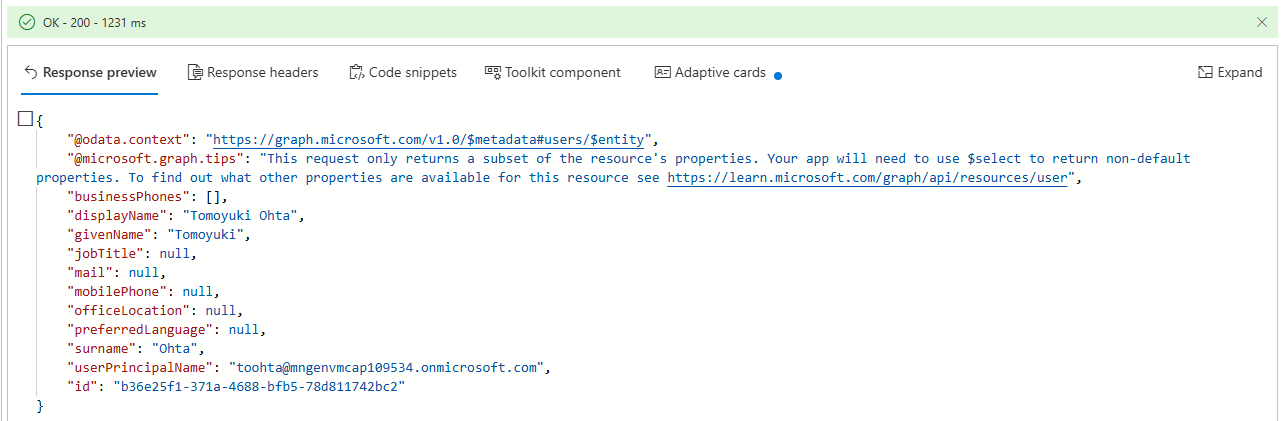 OK - 200 - 1231 ms
Response preview
Response headers
Code snippets
Toolkit component
Adaptive cards
Expand
{
"@odata.context": "https://graph.microsoft.com/v1.0/$metadata#users/$entity",
"@microsoft.graph.tips": "This request only returns a subset of the resource's properties. Your app will need to use $select to return non-default
properties. To find out what other properties are available for this resource see https://learn.microsoft.com/graph/api/resources/user",
"businessPhones": [],
"displayName": "Tomoyuki Ohta",
"givenName": "Tomoyuki",
"jobTitle": null,
"mail": null,
"mobilePhone": null,
"officeLocation": null,
"preferredLanguage": null,
"surname": "Ohta",
"userPrincipalName": "toohta@mngenvmcap109534.onmicrosoft.com",
"id": "b36e25f1-371a-4688-bfb5-78d811742bc2"
}